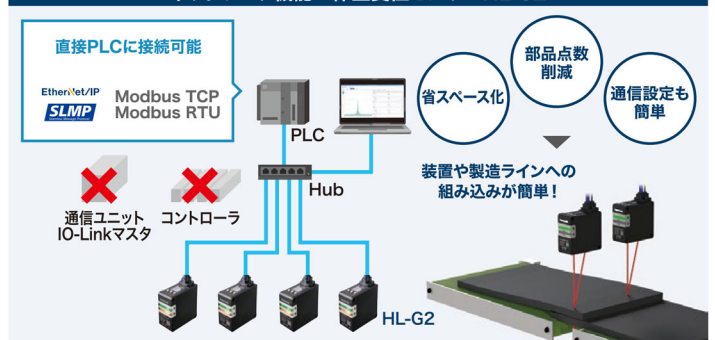 直接PLCに接続可能
EtherNet/IP
SLMP
Modbus TCP
Modbus RTU
PLC
Hub
通信ユニット
IO-Linkマスタ
コントローラ
HL-G2
省スペース化
部品点数
削減
通信設定も
簡単
装置や製造ラインへの
組み込みが簡単!